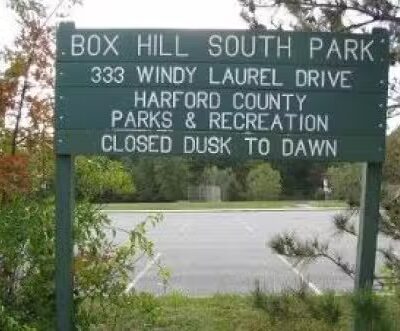 BOX HILL SOUTH PARK
333 WINDY LAUREL DRIVE
HARFORD COUNTY
PARKS & RECREATION
CLOSED DUSK TO DAWN